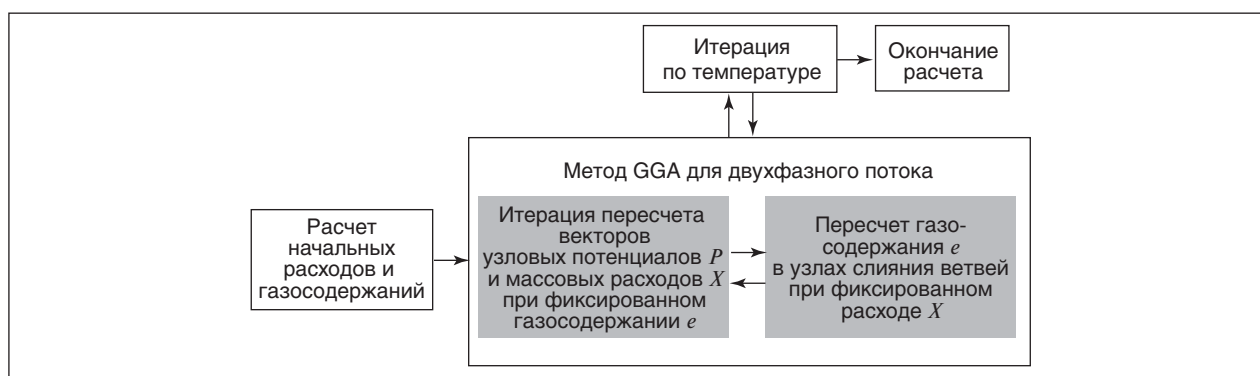 Итерация
по температуре
Окончание
расчета
Метод GGA для двухфазного потока
Расчет
начальных
расходов и
газосодержаний
Итерация пересчета
векторов
узловых потенциалов P
и массовых расходов X
при фиксированном
газосодержании e
Пересчет газо-
содержания e
в узлах слияния ветвей
при фиксированном
расходе X